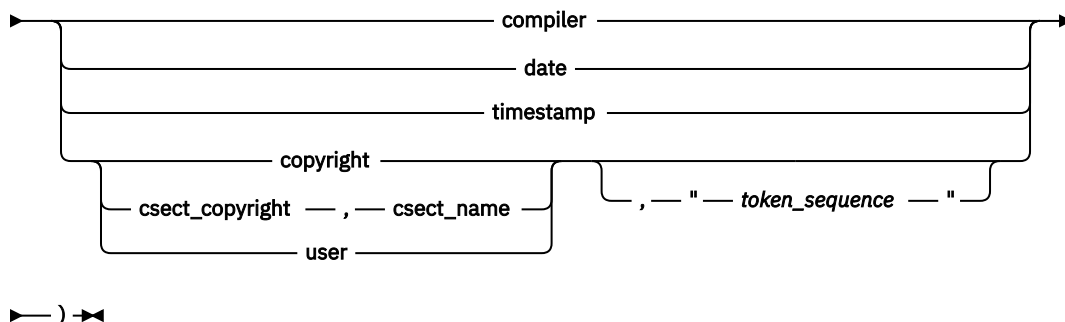 compiler
date
timestamp
copyright
csect_copyright , csect_name , " token_sequence "
user
)